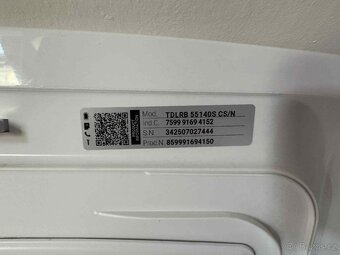 Mod. TDLRB 55140S CS/N
Ind.C. 7599 9169 4152
S.N. 342507027444
Prod.N. 859991694150